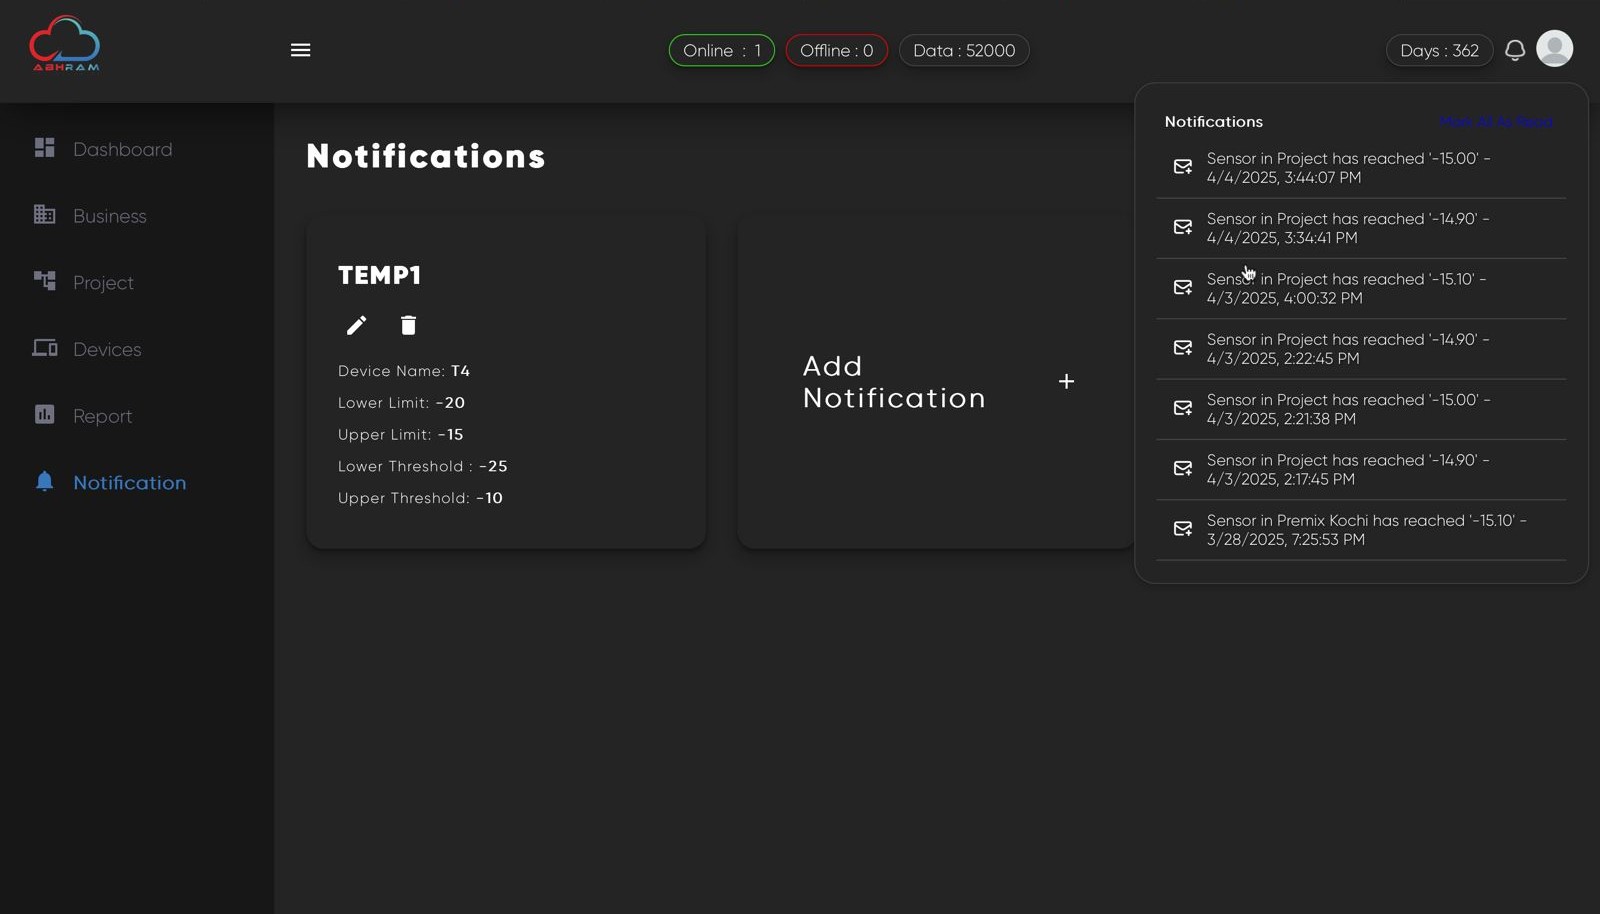 ABHRAM
Online : 1
Offline : 0
Data : 52000
Days : 362
Dashboard
Business
Project
Devices
Report
Notification
Notifications
TEMP1
Device Name: T4
Lower Limit: -20
Upper Limit: -15
Lower Threshold : -25
Upper Threshold: -10
Add
Notification
+
Notifications
Mark All As Read
Sensor in Project has reached '-15.00' -
4/4/2025, 3:44:07 PM
Sensor in Project has reached '-14.90' -
4/4/2025, 3:34:41 PM
Sensor in Project has reached '-15.10' -
4/3/2025, 4:00:32 PM
Sensor in Project has reached '-14.90' -
4/3/2025, 2:22:45 PM
Sensor in Project has reached '-15.00' -
4/3/2025, 2:21:38 PM
Sensor in Project has reached '-14.90' -
4/3/2025, 2:17:45 PM
Sensor in Premix Kochi has reached '-15.10' -
3/28/2025, 7:25:53 PM